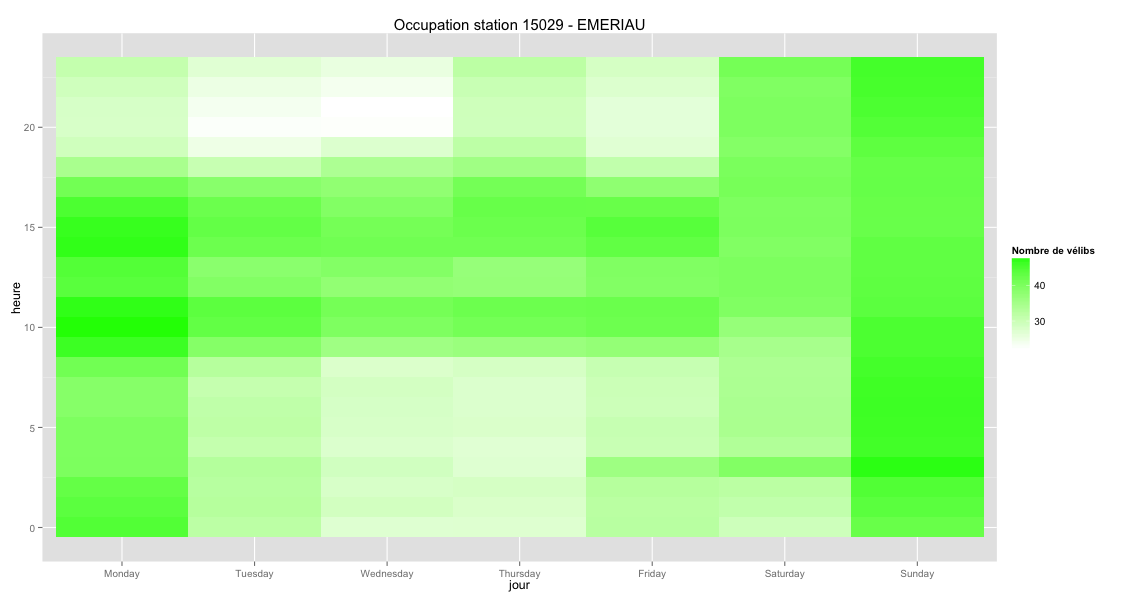 Occupation station 15029 - EMERIAU
heure
20
15
10
5
0
Monday Tuesday Wednesday Thursday Friday Saturday Sunday
jour
Nombre de vélibs
40
30